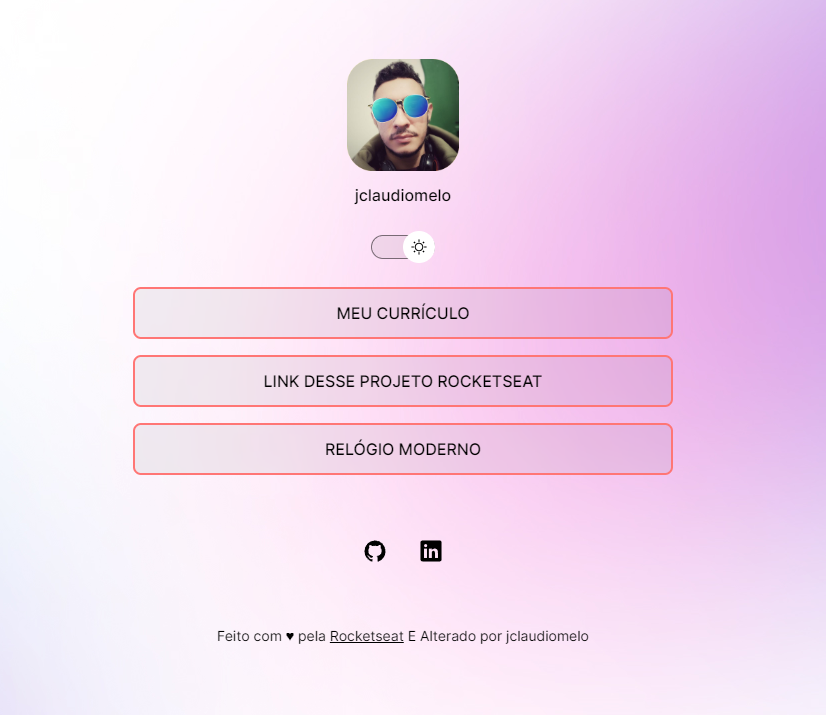 jclaudiomelo
MEU CURRÍCULO
LINK DESSE PROJETO ROCKETSEAT
RELÓGIO MODERNO
Feito com ♥ pela Rocketseat E Alterado por jclaudiomelo